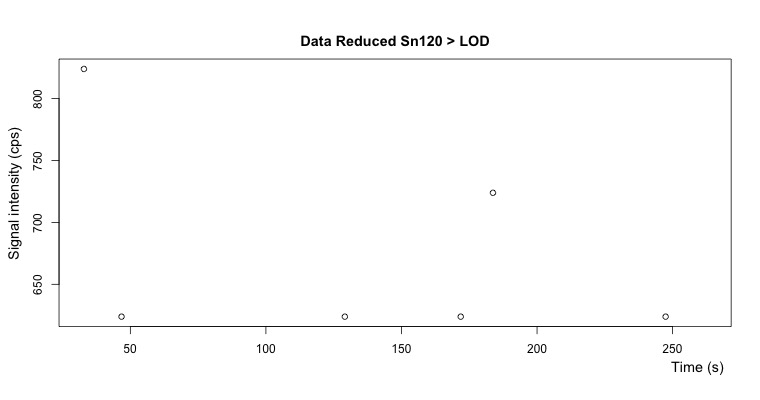 Data Reduced Sn120 > LOD
Signal intensity (cps)
800
750
700
650
50 100 150 200 250
Time (s)